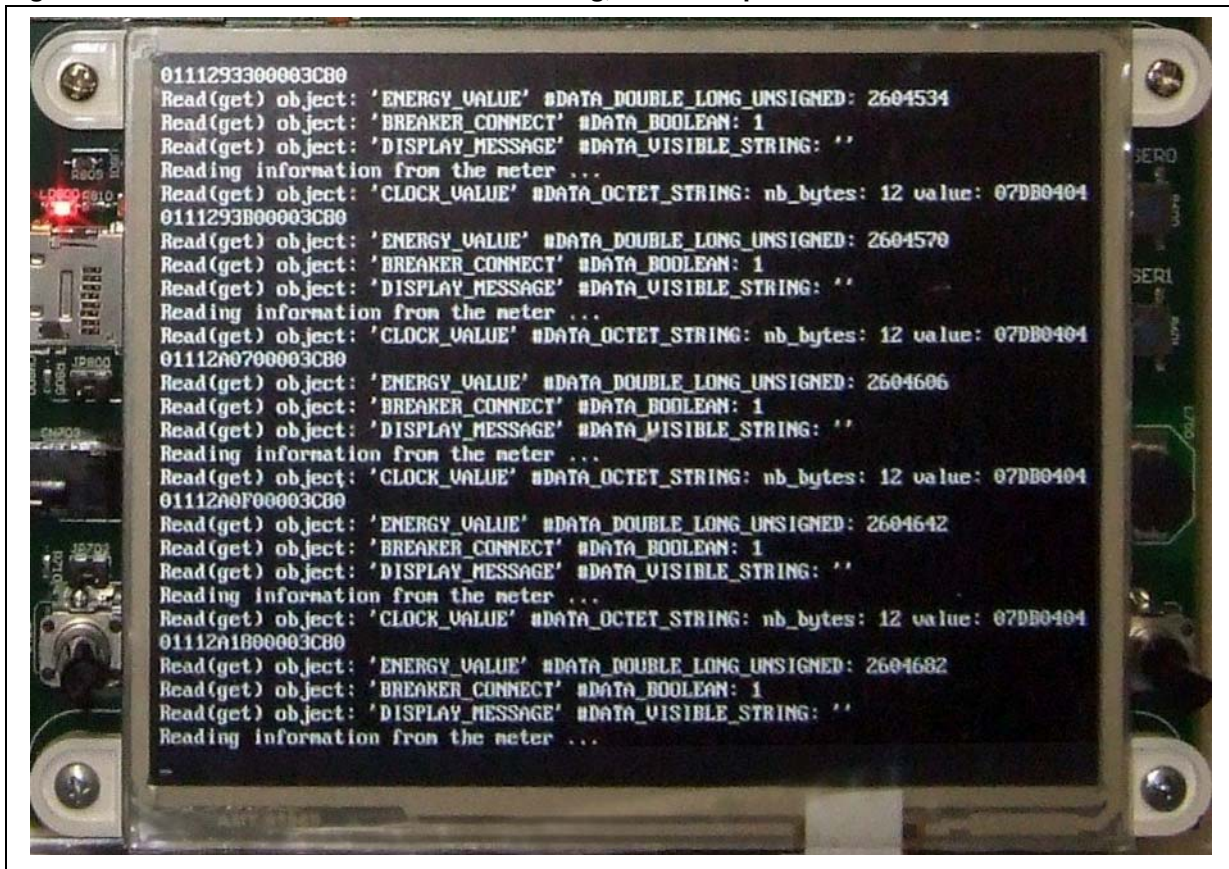 0111293300003C80
Read(get) object: 'ENERGY_VALUE' #DATA_DOUBLE_LONG_UNSIGNED: 2604534
Read(get) object: 'BREAKER_CONNECT' #DATA_BOOLEAN: 1
Read(get) object: 'DISPLAY_MESSAGE' #DATA_VISIBLE_STRING: ''
Reading information from the meter ...
Read(get) object: 'CLOCK_VALUE' #DATA_OCTET_STRING: nb_bytes: 12 value: 07DB0404
0111293B00003C80
Read(get) object: 'ENERGY_VALUE' #DATA_DOUBLE_LONG_UNSIGNED: 2604570
Read(get) object: 'BREAKER_CONNECT' #DATA_BOOLEAN: 1
Read(get) object: 'DISPLAY_MESSAGE' #DATA_VISIBLE_STRING: ''
Reading information from the meter ...
Read(get) object: 'CLOCK_VALUE' #DATA_OCTET_STRING: nb_bytes: 12 value: 07DB0404
01112A0700003C80
Read(get) object: 'ENERGY_VALUE' #DATA_DOUBLE_LONG_UNSIGNED: 2604606
Read(get) object: 'BREAKER_CONNECT' #DATA_BOOLEAN: 1
Read(get) object: 'DISPLAY_MESSAGE' #DATA_VISIBLE_STRING: ''
Reading information from the meter ...
Read(get) object: 'CLOCK_VALUE' #DATA_OCTET_STRING: nb_bytes: 12 value: 07DB0404
01112A0F00003C80
Read(get) object: 'ENERGY_VALUE' #DATA_DOUBLE_LONG_UNSIGNED: 2604642
Read(get) object: 'BREAKER_CONNECT' #DATA_BOOLEAN: 1
Read(get) object: 'DISPLAY_MESSAGE' #DATA_VISIBLE_STRING: ''
Reading information from the meter ...
Read(get) object: 'CLOCK_VALUE' #DATA_OCTET_STRING: nb_bytes: 12 value: 07DB0404
01112A1800003C80
Read(get) object: 'ENERGY_VALUE' #DATA_DOUBLE_LONG_UNSIGNED: 2604682
Read(get) object: 'BREAKER_CONNECT' #DATA_BOOLEAN: 1
Read(get) object: 'DISPLAY_MESSAGE' #DATA_VISIBLE_STRING: ''
Reading information from the meter ...
R809
R810
JP800
SER0
SER1